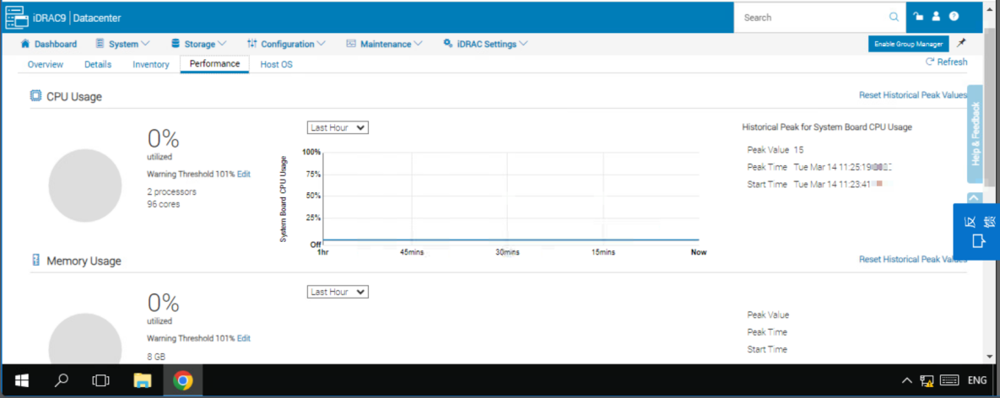 iDRAC9 | Datacenter
Search
Dashboard System Storage Configuration Maintenance iDRAC Settings
Enable Group Manager
Overview Details Inventory Performance Host OS
Refresh
CPU Usage
Reset Historical Peak Values
0%
utilized
Warning Threshold 101% Edit
2 processors
96 cores
Last Hour
System Board CPU Usage
100%
75%
50%
25%
Off
1hr 45mins 30mins 15mins Now
Historical Peak for System Board CPU Usage
Peak Value 15
Peak Time Tue Mar 14 11:25:19
Start Time Tue Mar 14 11:23:41
Help & Feedback
Memory Usage
Reset Historical Peak Values
0%
utilized
Warning Threshold 101% Edit
8 GB
Last Hour
Peak Value
Peak Time
Start Time
ENG